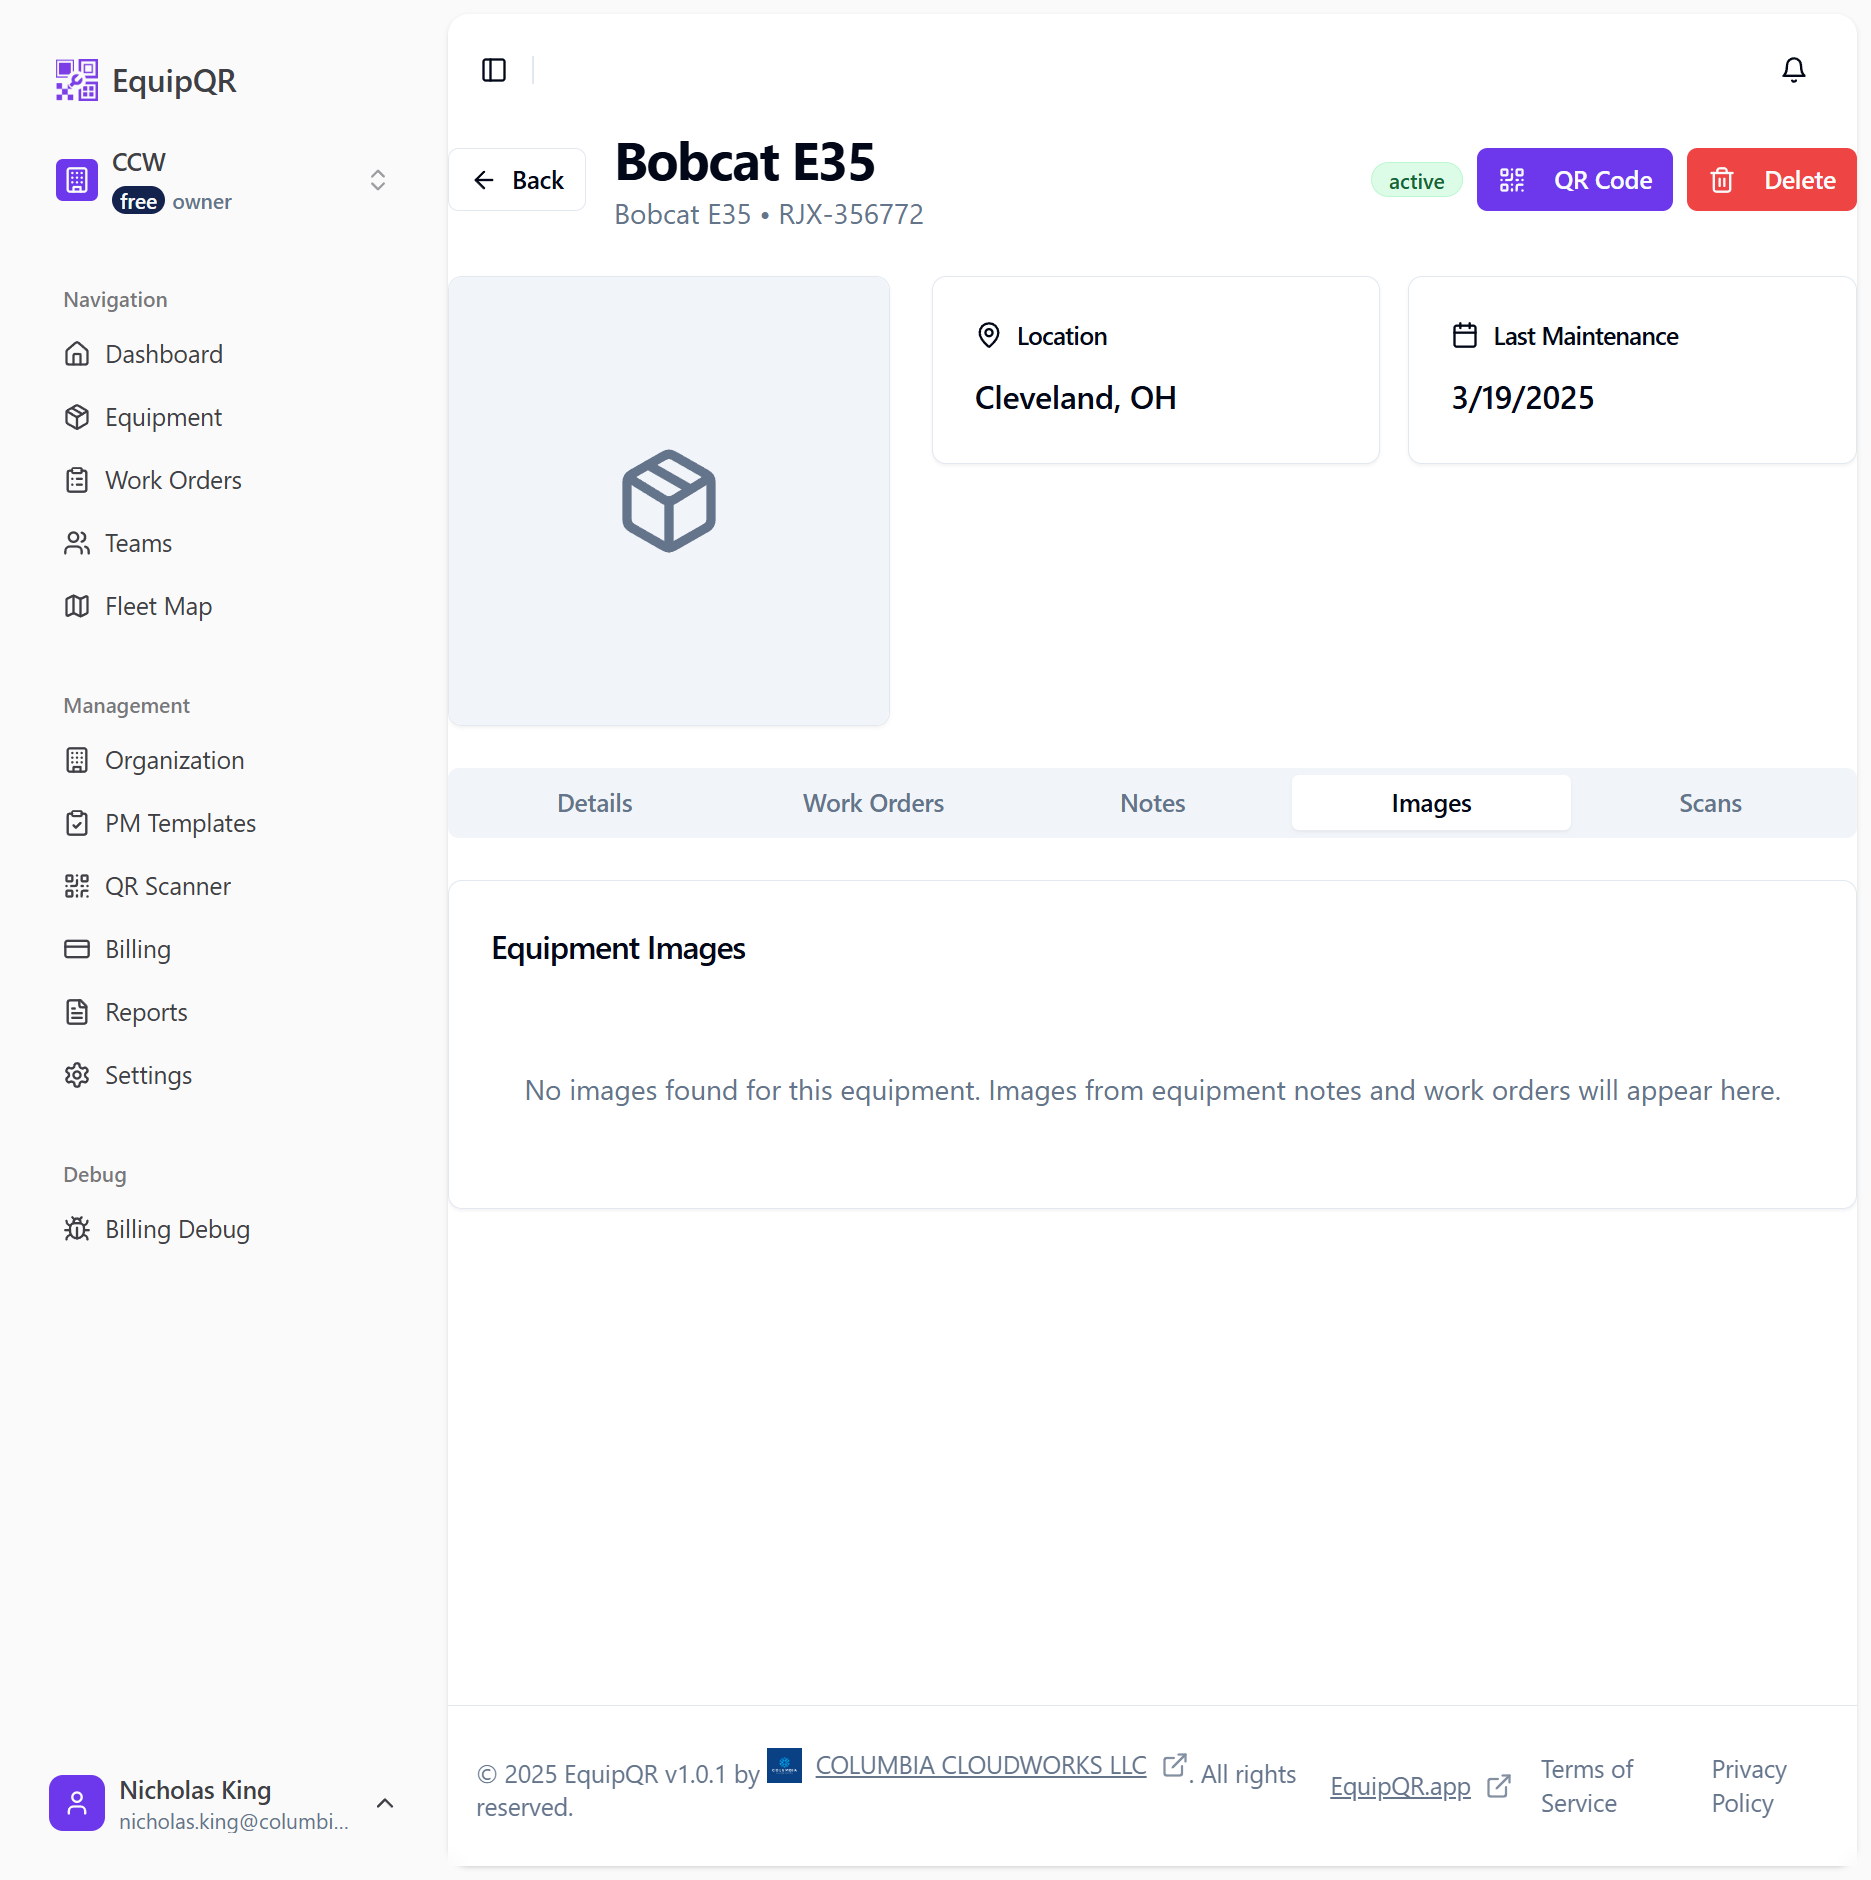 EquipQR
CCW
free owner
Navigation
Dashboard
Equipment
Work Orders
Teams
Fleet Map
Management
Organization
PM Templates
QR Scanner
Billing
Reports
Settings
Debug
Billing Debug
Nicholas King
nicholas.king@columbi...
Back
Bobcat E35
Bobcat E35 • RJX-356772
active
QR Code
Delete
Location
Cleveland, OH
Last Maintenance
3/19/2025
Details
Work Orders
Notes
Images
Scans
Equipment Images
No images found for this equipment. Images from equipment notes and work orders will appear here.
© 2025 EquipQR v1.0.1 by COLUMBIA CLOUDWORKS LLC . All rights
reserved.
EquipQR.app
Terms of
Service
Privacy
Policy